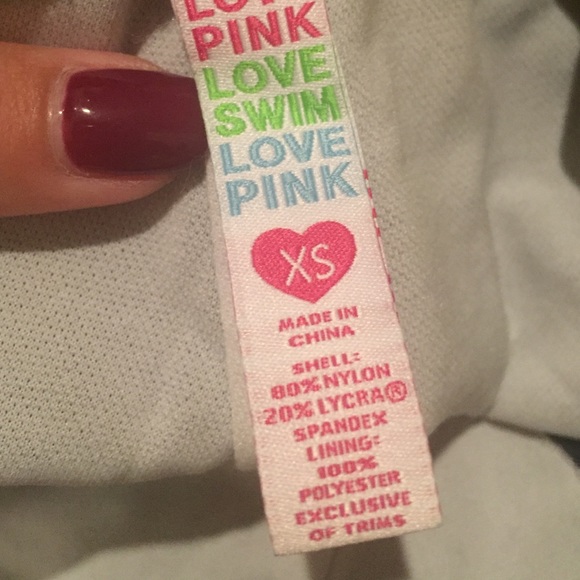 LOVE
PINK
LOVE
SWIM
LOVE
PINK
XS
MADE IN
CHINA
SHELL:
80% NYLON
20% LYCRA®
SPANDEX
LINING:
100%
POLYESTER
EXCLUSIVE
OF TRIMS